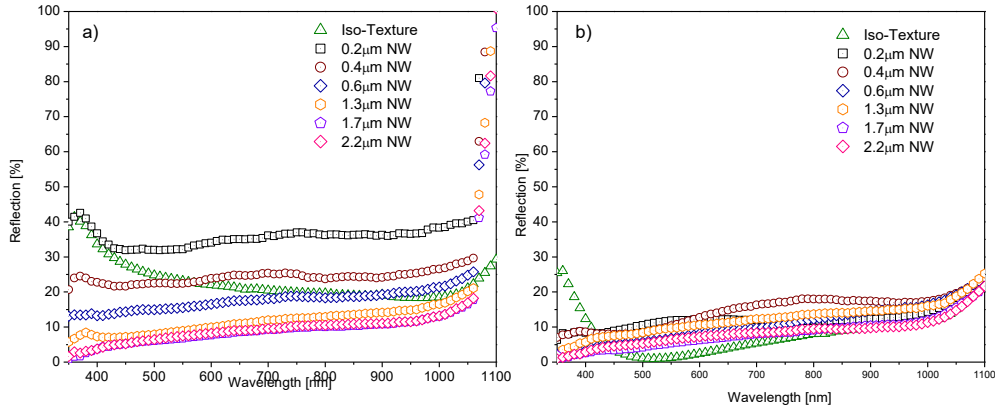 a)
Iso-Texture
0.2μm NW
0.4μm NW
0.6μm NW
1.3μm NW
1.7μm NW
2.2μm NW
Reflection [%]
100
90
80
70
60
50
40
30
20
10
0
400 500 600 700 800 900 1000 1100
Wavelength [nm]
b)
Iso-Texture
0.2μm NW
0.4μm NW
0.6μm NW
1.3μm NW
1.7μm NW
2.2μm NW
Reflection [%]
100
90
80
70
60
50
40
30
20
10
0
400 500 600 700 800 900 1000 1100
Wavelength [nm]